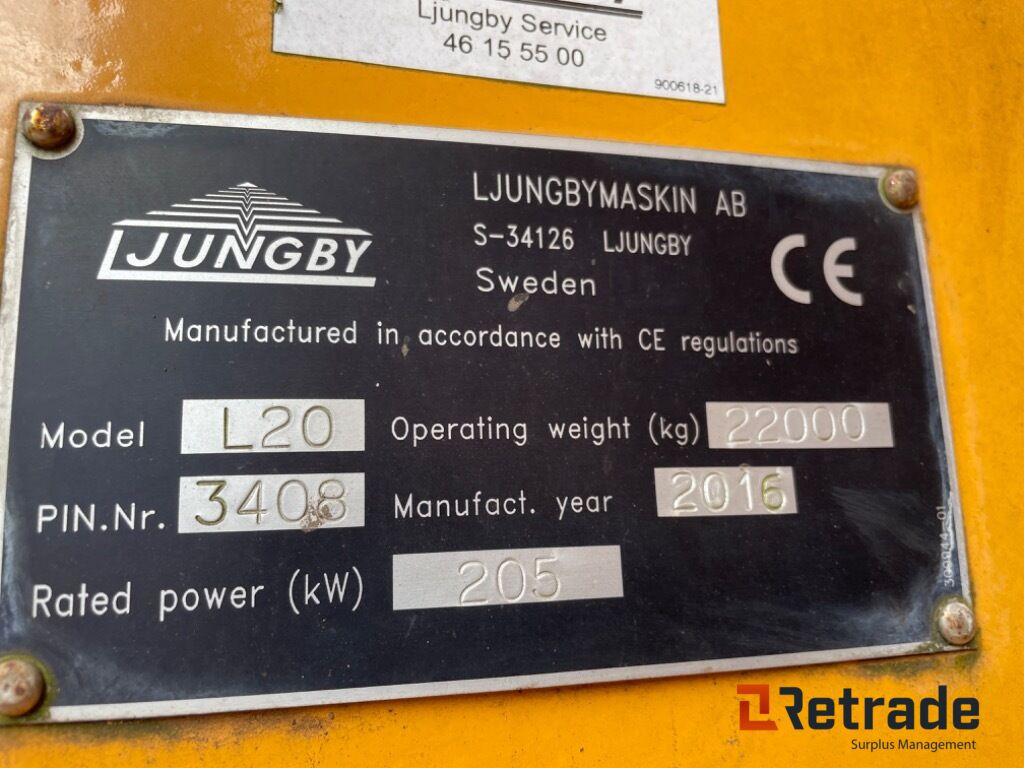 Ljungby Service
46 15 55 00
900618-21
LJUNGBY
LJUNGBYMASKIN AB
S-34126 LJUNGBY
Sweden
CE
Manufactured in accordance with CE regulations
Model L20 Operating weight (kg) 22000
PIN.Nr. 3408 Manufact. year 2016
Rated power (kW) 205
Retrade
Surplus Management